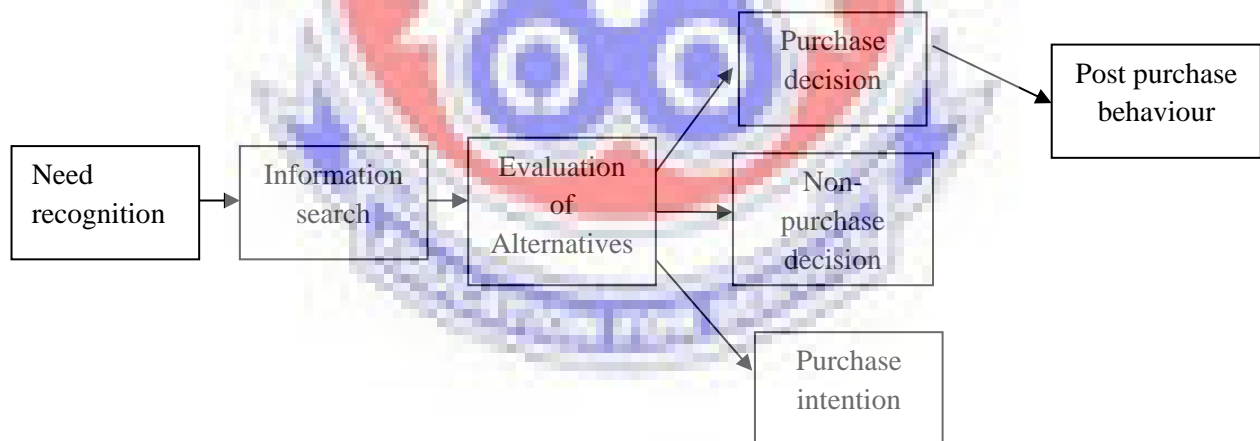 Need
recognition
Information
search
Evaluation
of
Alternatives
Purchase
decision
Non-
purchase
decision
Purchase
intention
Post purchase
behaviour